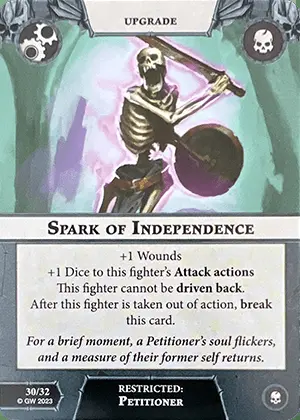 UPGRADE
SPARK OF INDEPENDENCE
+1 Wounds
+1 Dice to this fighter's Attack actions
This fighter cannot be driven back.
After this fighter is taken out of action, break
this card.
For a brief moment, a Petitioner's soul flickers,
and a measure of their former self returns.
30/32
© GW 2023
RESTRICTED:
PETITIONER